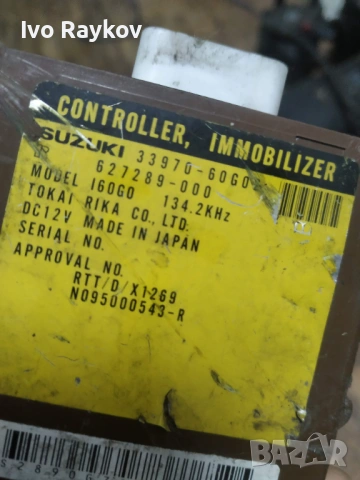 Ivo Raykov
CONTROLLER, IMMOBILIZER
SUZUKI 33970-60G0
627289-000
MODEL I60G0 134.2KHz
TOKAI RIKA CO., LTD.
DC12V MADE IN JAPAN
SERIAL NO.
APPROVAL NO.
RTT/D/X1269
N095000543-R
BAZAR